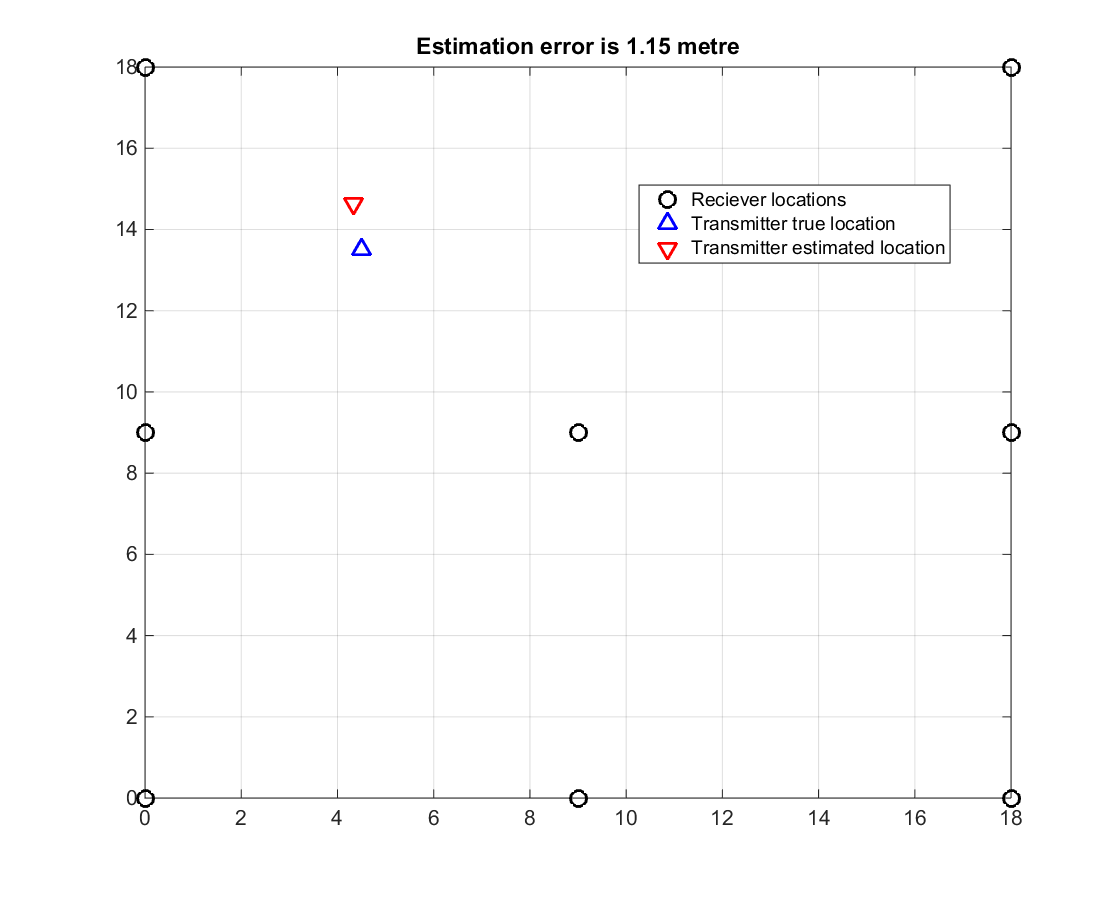 Estimation error is 1.15 metre
18
16
14
12
10
8
6
4
2
0
Reciever locations
Transmitter true location
Transmitter estimated location
0 2 4 6 8 10 12 14 16 18